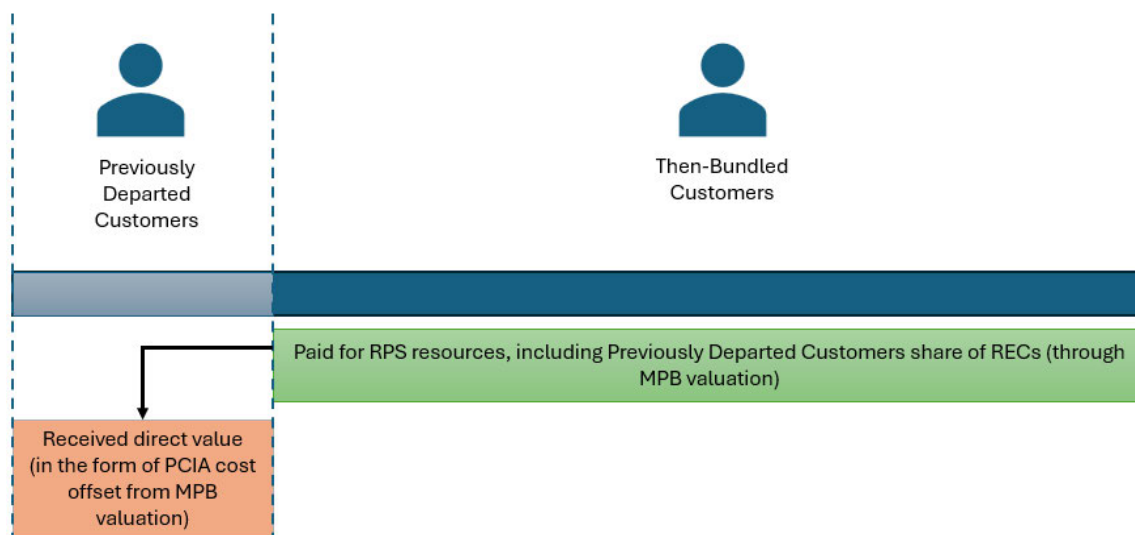 Previously
Departed
Customers
Then-Bundled
Customers
Paid for RPS resources, including Previously Departed Customers share of RECs (through
MPB valuation)
Received direct value
(in the form of PCIA cost
offset from MPB
valuation)